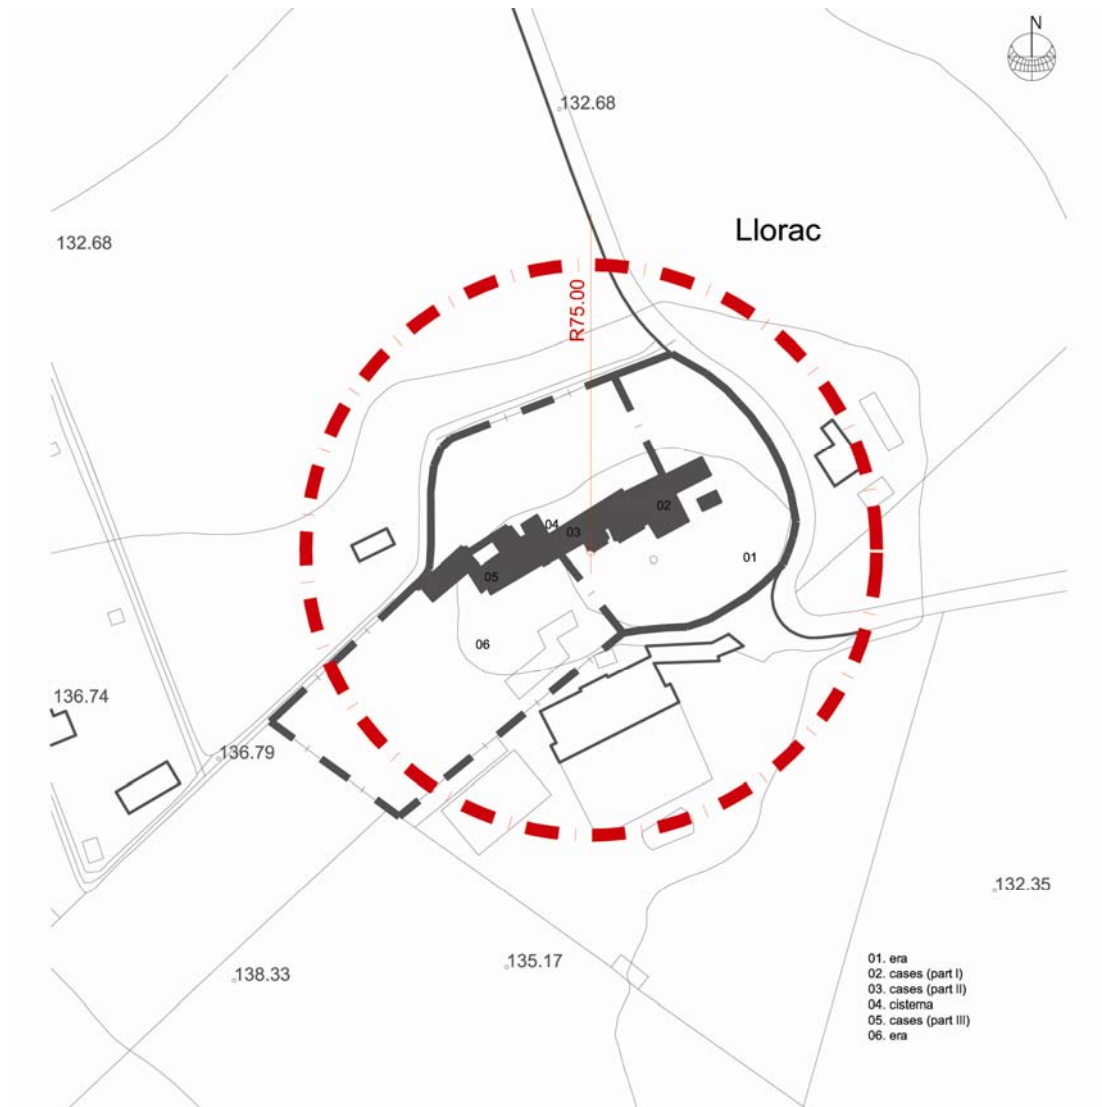 N
132.68
Llorac
132.68
R75.00
02
04
03
01
05
06
136.74
136.79
132.35
135.17
138.33
01. era
02. cases (part I)
03. cases (part II)
04. cisterna
05. cases (part III)
06. era